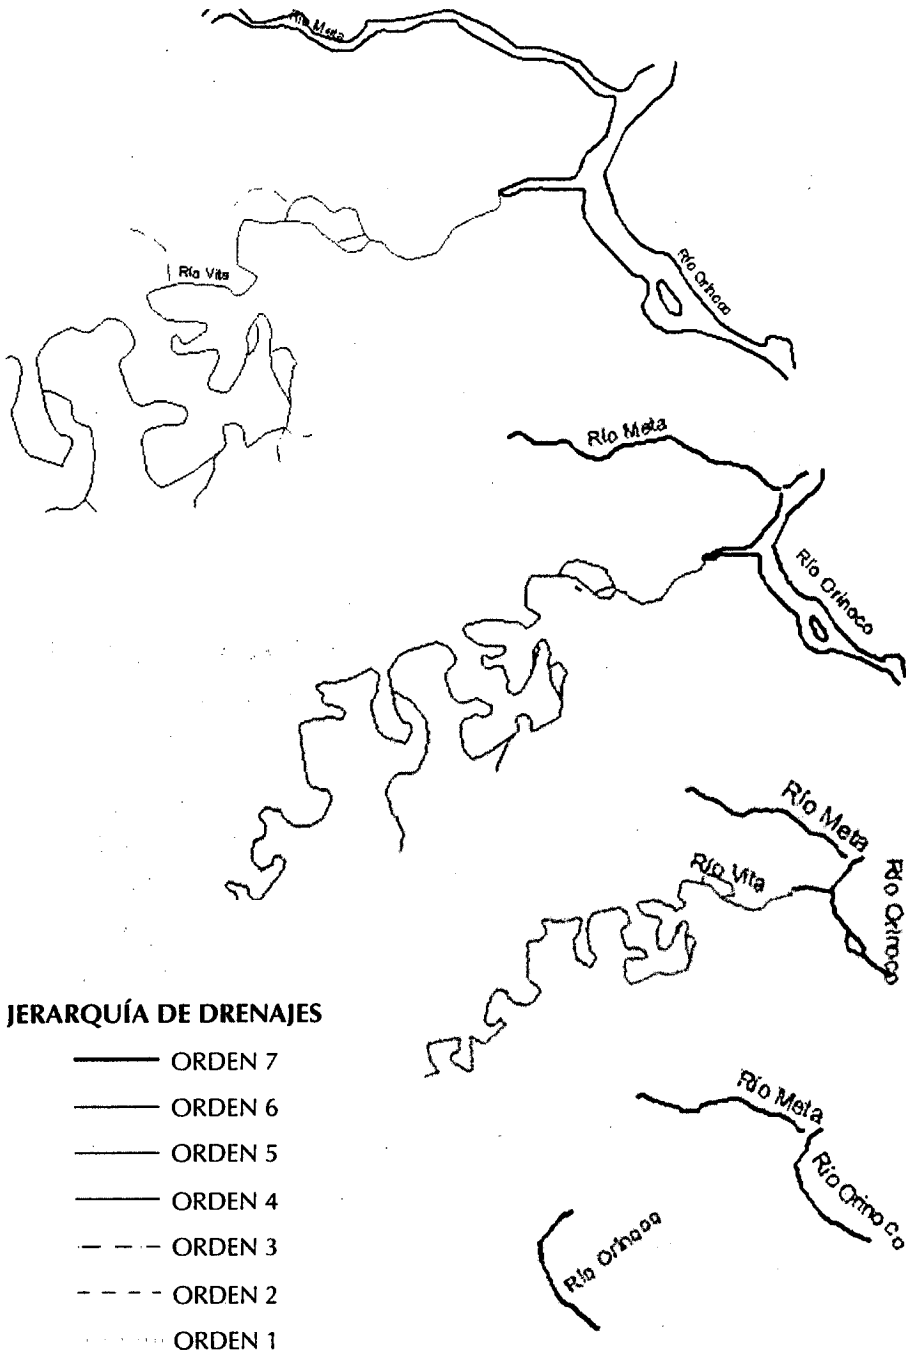 Río Meta
Río Vita
Río Orinoco
Río Meta
Río Orinoco
Río Meta
Río Vita
Río Orinoco
JERARQUÍA DE DRENAJES
ORDEN 7
ORDEN 6
ORDEN 5
ORDEN 4
ORDEN 3
ORDEN 2
ORDEN 1
Río Meta
Río Orinoco
Río Orinoco